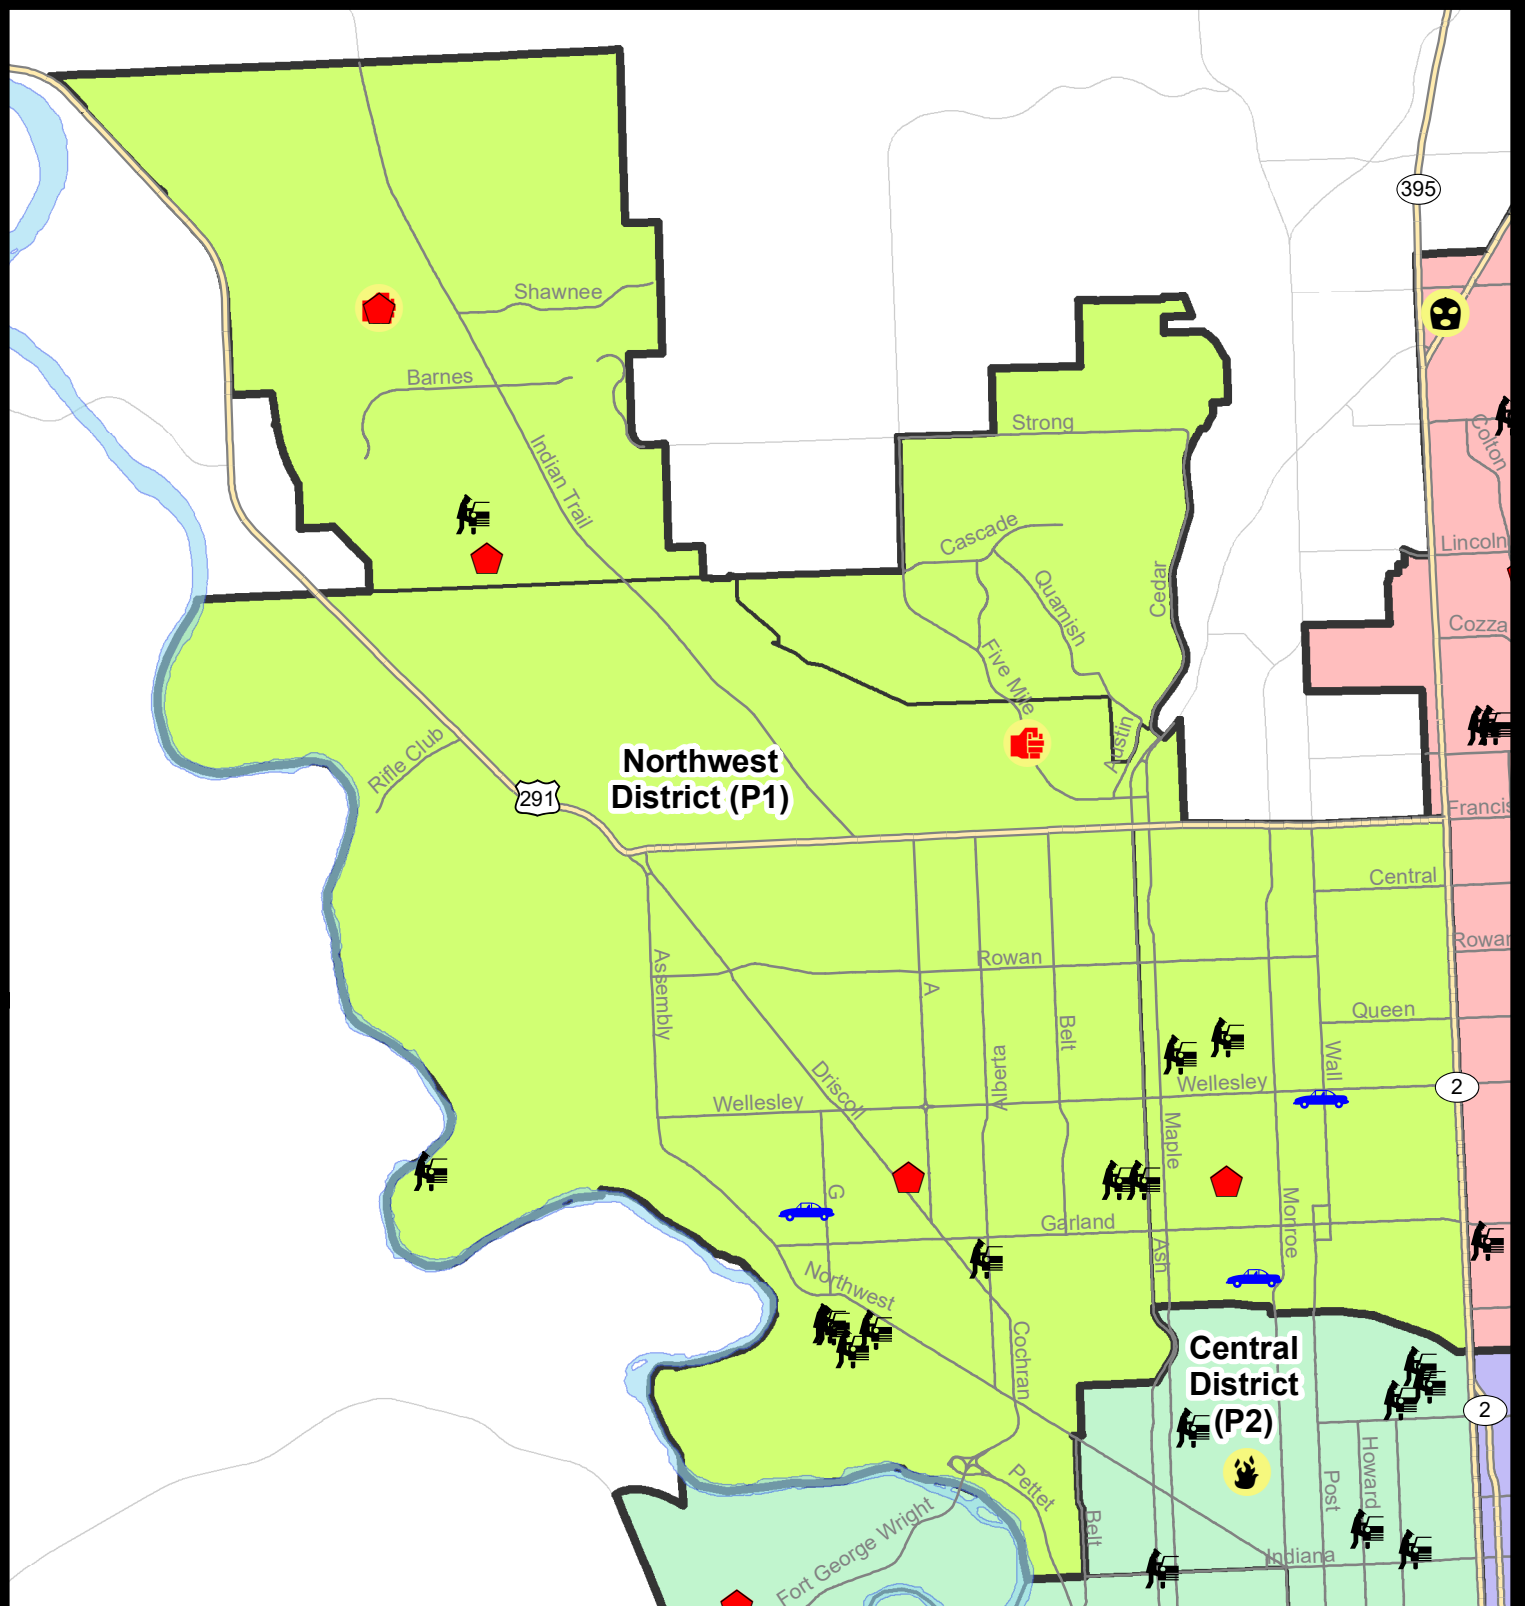 395
Shawnee
Barnes
Strong
Colton
Indian Trail
Cascade
Lincoln
Quamish
Cedar
Cozza
Five Mile
Austin
Rifle Club
Northwest
District (P1)
291
Francis
Central
Rowan
Rowan
Assembly
A
Queen
Belt
Wall
Alberta
Driscoll
Wellesley
Wellesley
2
Maple
G
Monroe
Garland
Ash
Northwest
Cochran
Central
District
(P2)
2
Howard
Post
Pettet
Fort George Wright
Belt
Indiana